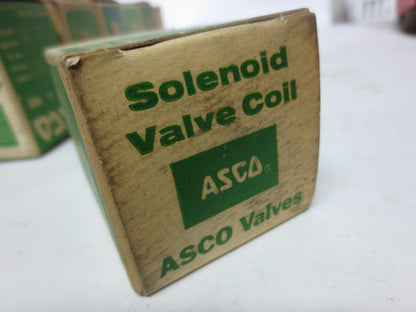 Solenoid
Valve Coil
ASCO®
ASCO Valves